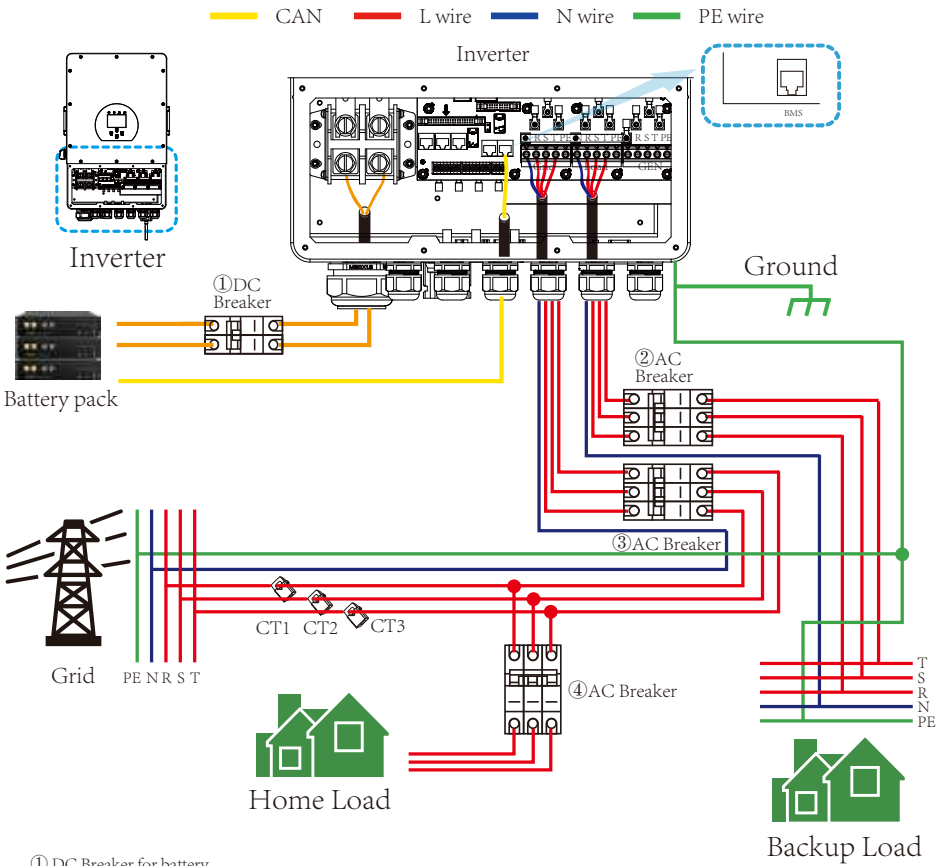 CAN L wire N wire PE wire
Inverter
BMS
R S T PE R S T PE R S T PE
GEN
Inverter
①DC
Breaker
Ground
Battery pack
②AC
Breaker
③AC Breaker
CT1 CT2 CT3
Grid
PE N R S T
④AC Breaker
T
S
R
N
PE
Home Load
Backup Load
① DC Breaker for battery